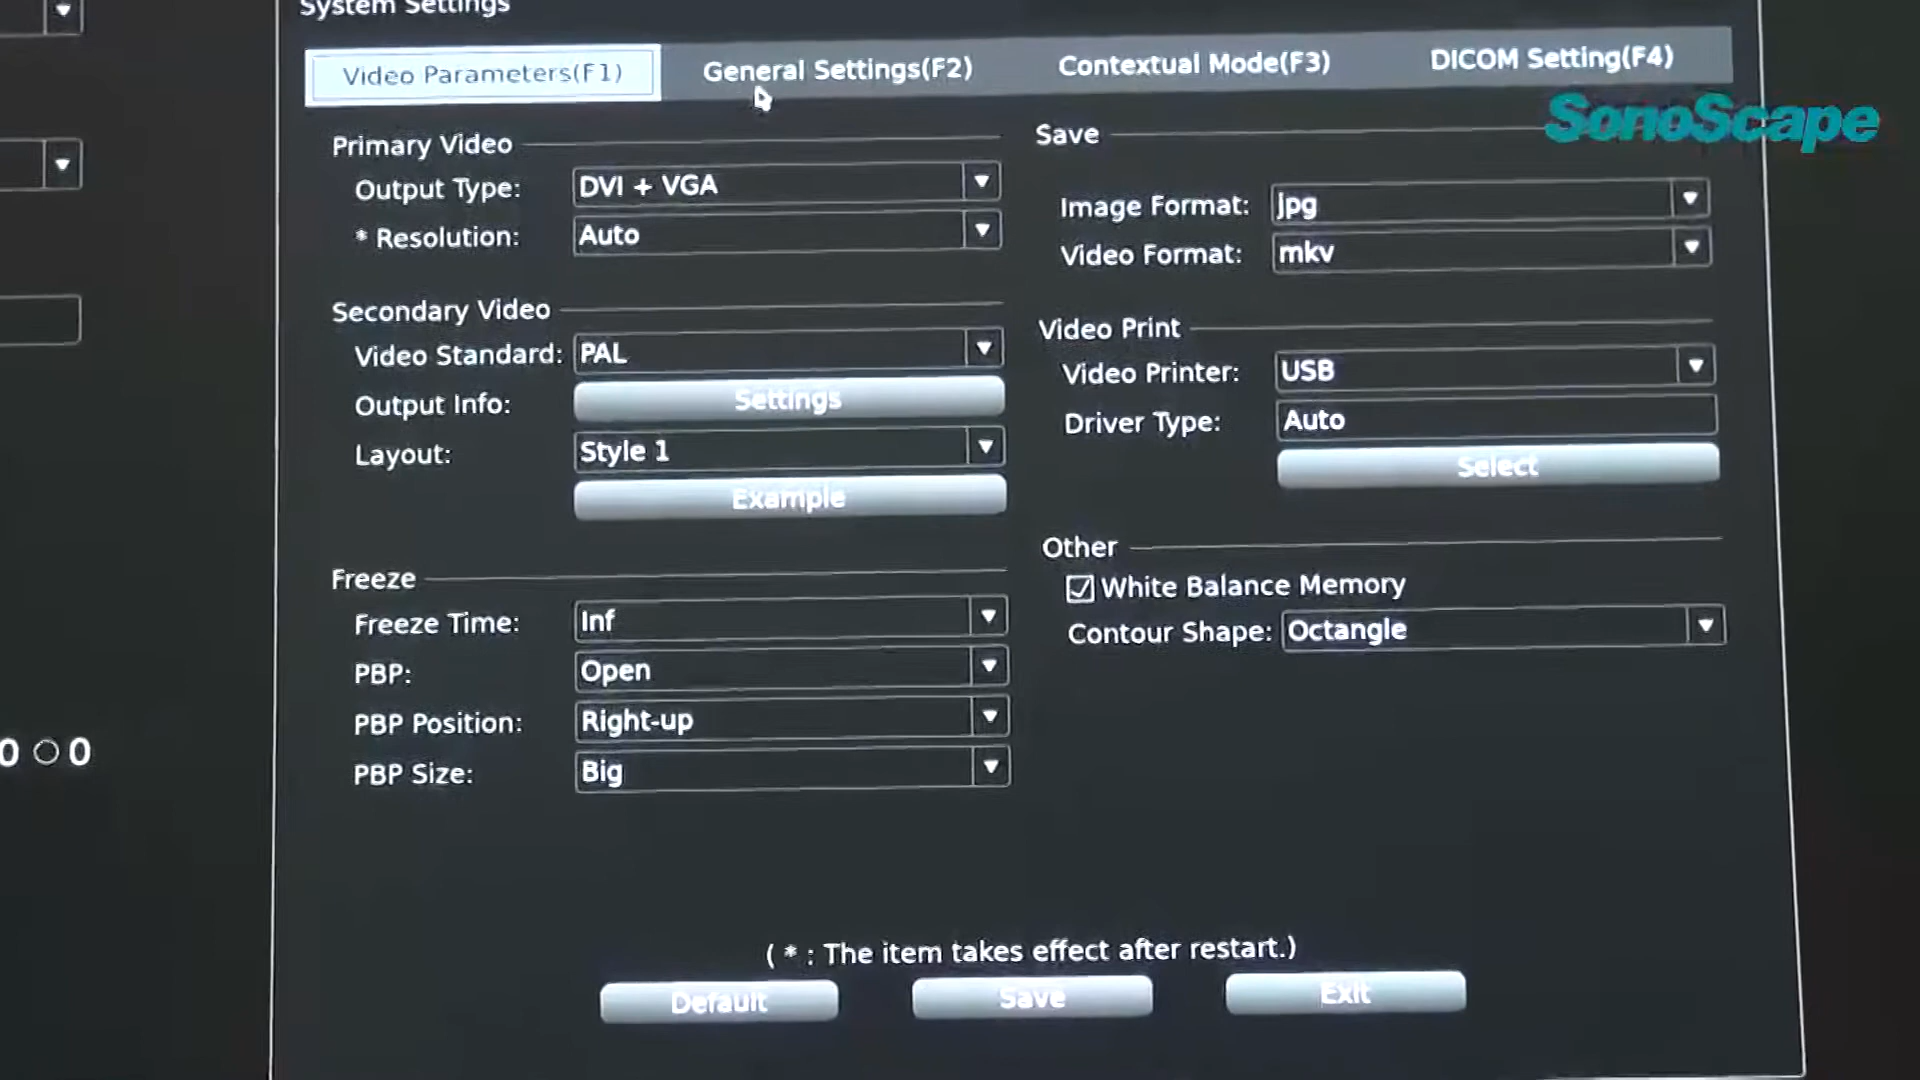 System Settings
Video Parameters(F1) General Settings(F2) Contextual Mode(F3) DICOM Setting(F4)
SonoScape
Primary Video
Output Type: DVI + VGA
* Resolution: Auto
Secondary Video
Video Standard: PAL
Output Info: Settings
Layout: Style 1
Example
Freeze
Freeze Time: Inf
PBP: Open
PBP Position: Right-up
PBP Size: Big
Save
Image Format: jpg
Video Format: mkv
Video Print
Video Printer: USB
Driver Type: Auto
Select
Other
White Balance Memory
Contour Shape: Octangle
0 0
( * : The item takes effect after restart.)
Default Save Exit